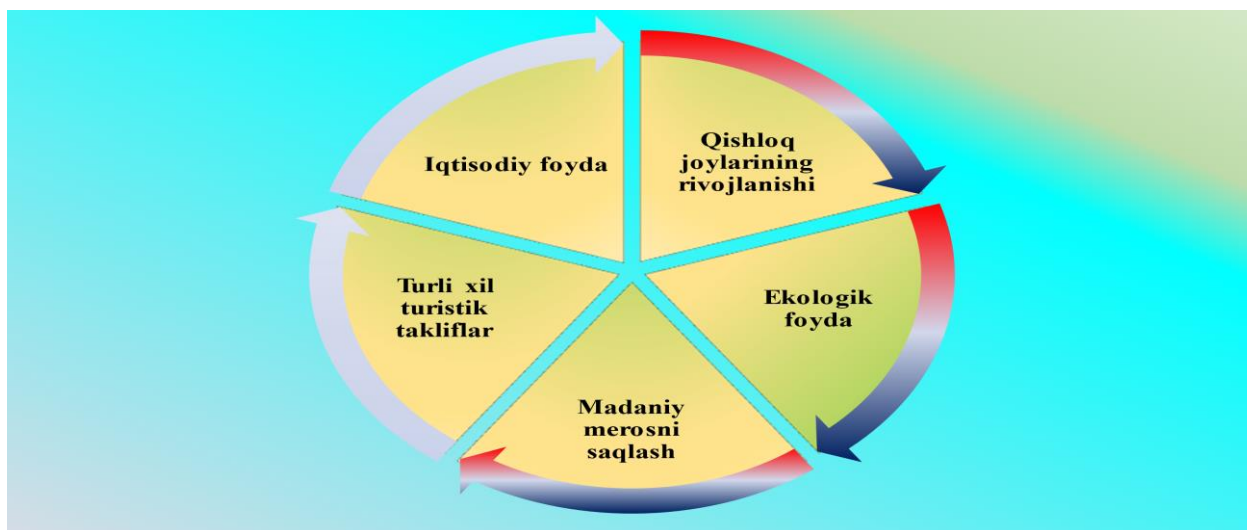 Iqtisodiy foyda
Qishloq
joylarining
rivojlanishi
Ekologik
foyda
Madaniy
merosni
saqlash
Turli xil
turistik
takliflar